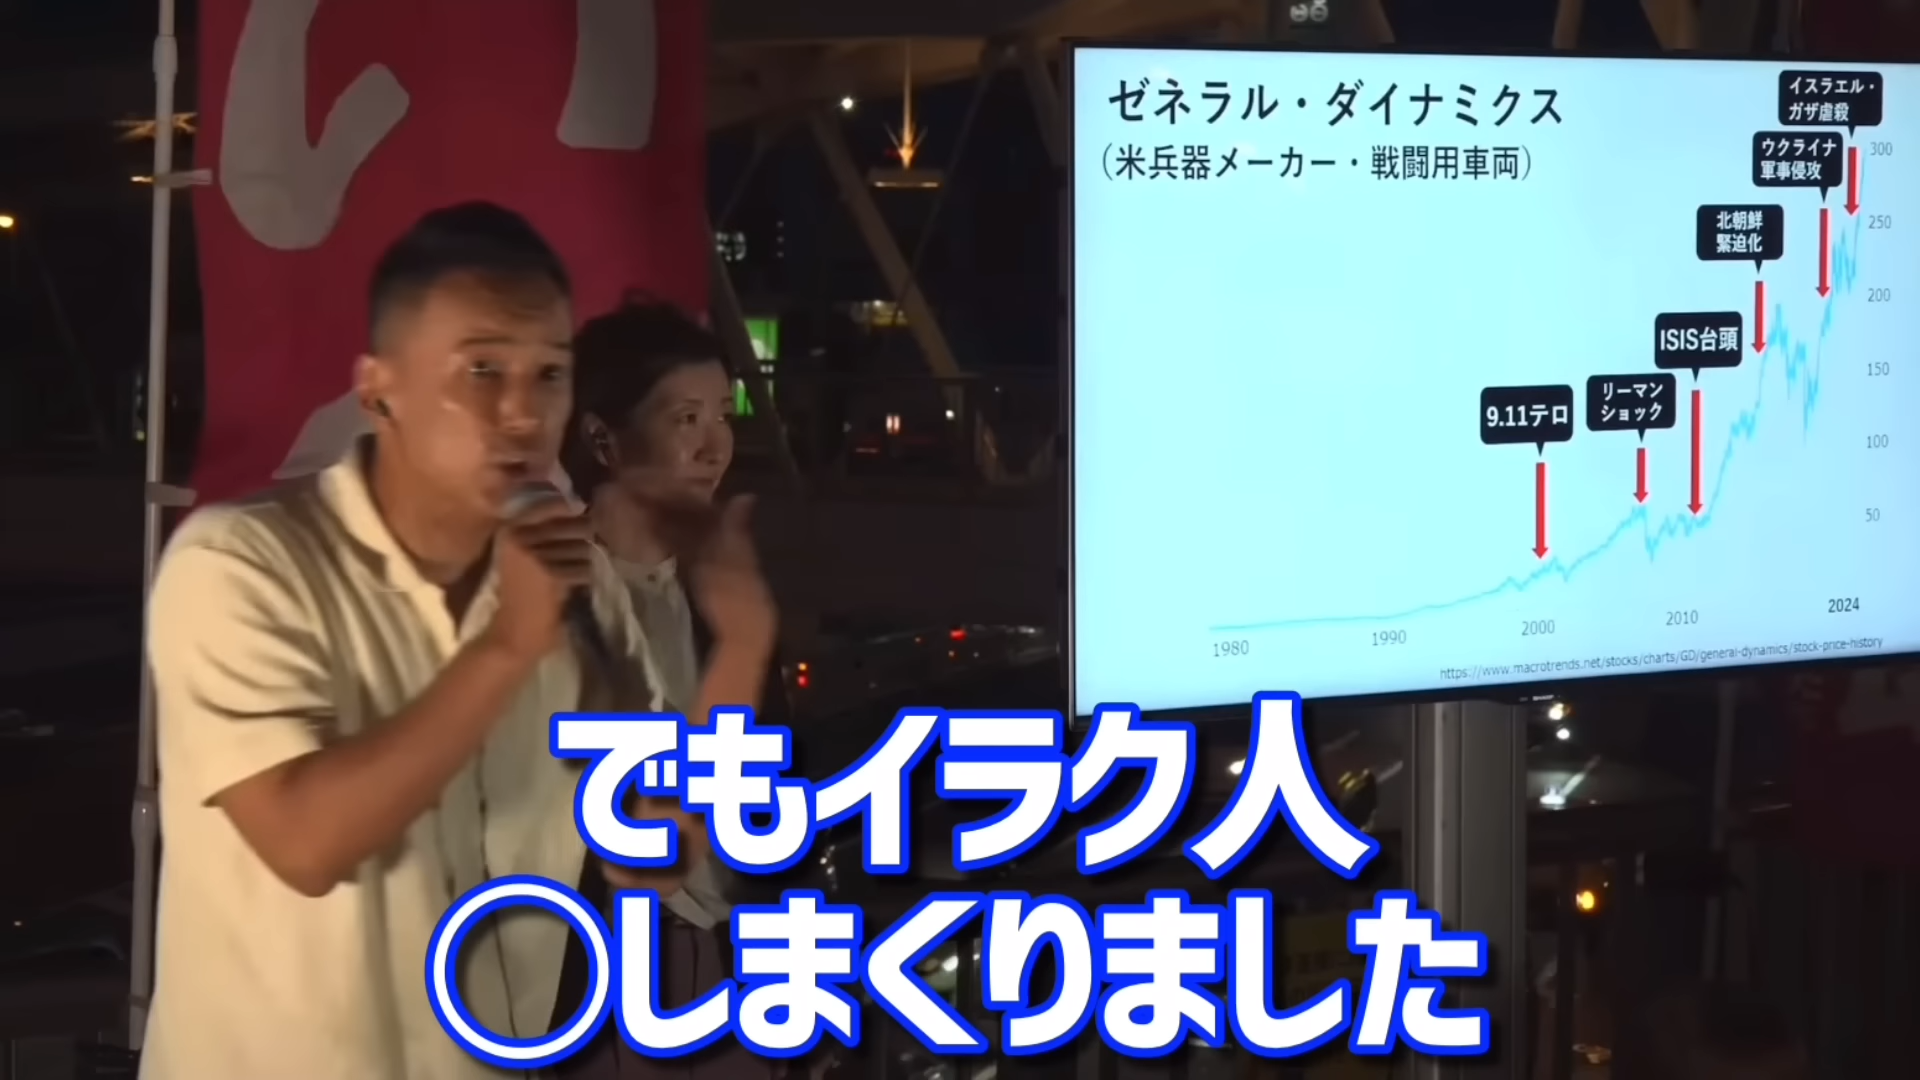 ゼネラル・ダイナミクス
（米兵器メーカー・戦闘用車両）
イスラエル・
ガザ虐殺
ウクライナ
軍事侵攻
北朝鮮
緊迫化
ISIS台頭
リーマン
ショック
9.11テロ
300
250
200
150
100
50
1980
1990
2000
2010
2024
https://www.macrotrends.net/stocks/charts/GD/general-dynamics/stock-price-history
でもイラク人
〇しまくりました